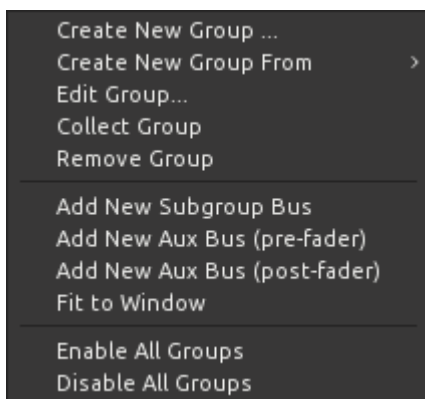 Create New Group ...
Create New Group From >
Edit Group...
Collect Group
Remove Group
Add New Subgroup Bus
Add New Aux Bus (pre-fader)
Add New Aux Bus (post-fader)
Fit to Window
Enable All Groups
Disable All Groups